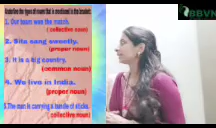 Underline the types of noun that is mentioned in the bracket.
1. Our team won the match.
(collective noun)
2. Sita sang sweetly.
(proper noun)
3. It is a big country.
(common noun)
4. We live in India.
(proper noun)
5. The man is carrying a bundle of sticks.
(collective noun)
BBVN